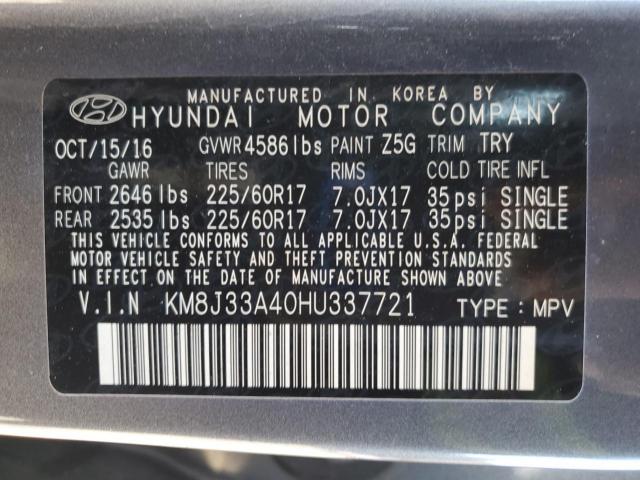 MANUFACTURED IN KOREA BY
HYUNDAI MOTOR COMPANY
OCT/15/16 GVWR 4586lbs PAINT Z5G TRIM TRY
GAWR TIRES RIMS COLD TIRE INFL
FRONT 2646 lbs 225/60R17 7.0JX17 35psi SINGLE
REAR 2535 lbs 225/60R17 7.0JX17 35psi SINGLE
THIS VEHICLE CONFORMS TO ALL APPLICABLE U.S.A. FEDERAL
MOTOR VEHICLE SAFETY AND THEFT PREVENTION STANDARDS
IN EFFECT ON THE DATE OF MANUFACTURE SHOWN ABOVE.
V.I.N KM8J33A40HU337721 TYPE : MPV